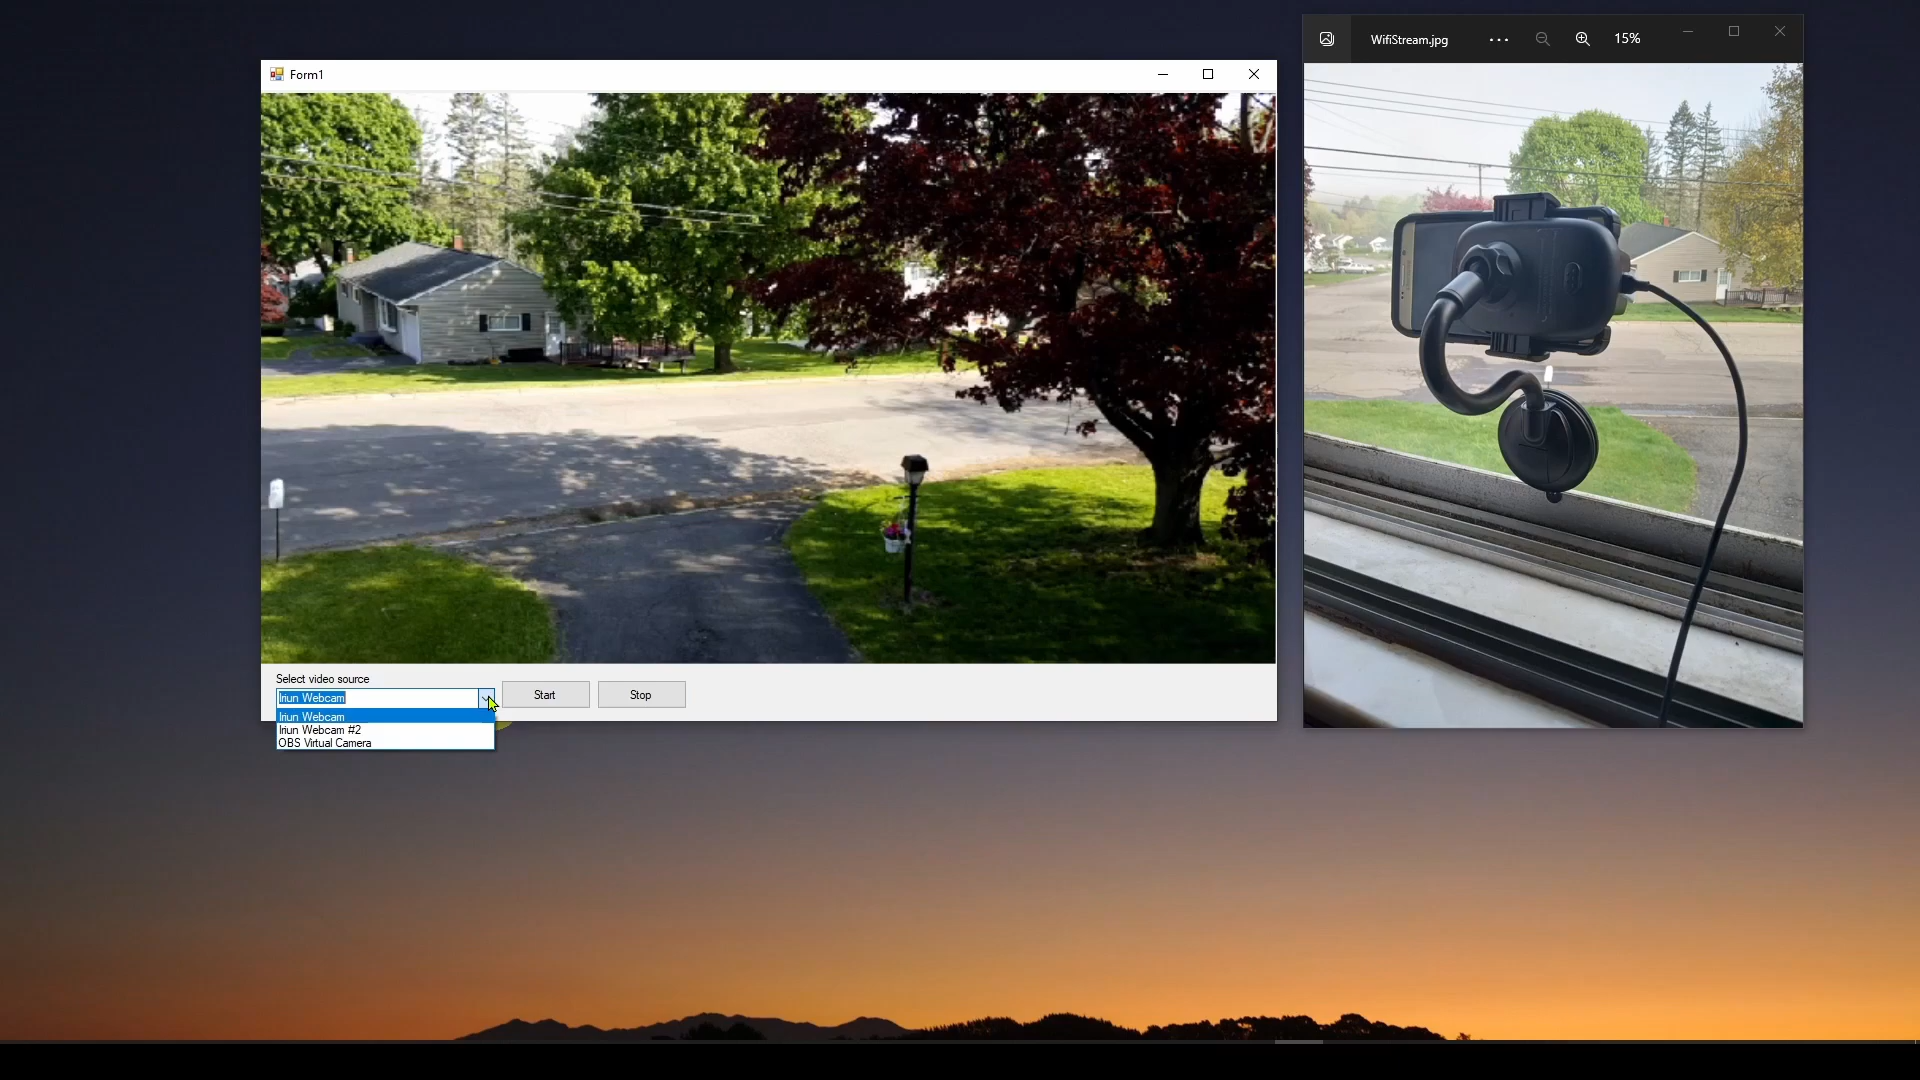 Form1
WifiStream.jpg
15%
Select video source
Iriun Webcam
Start
Stop
Iriun Webcam
Iriun Webcam #2
OBS Virtual Camera